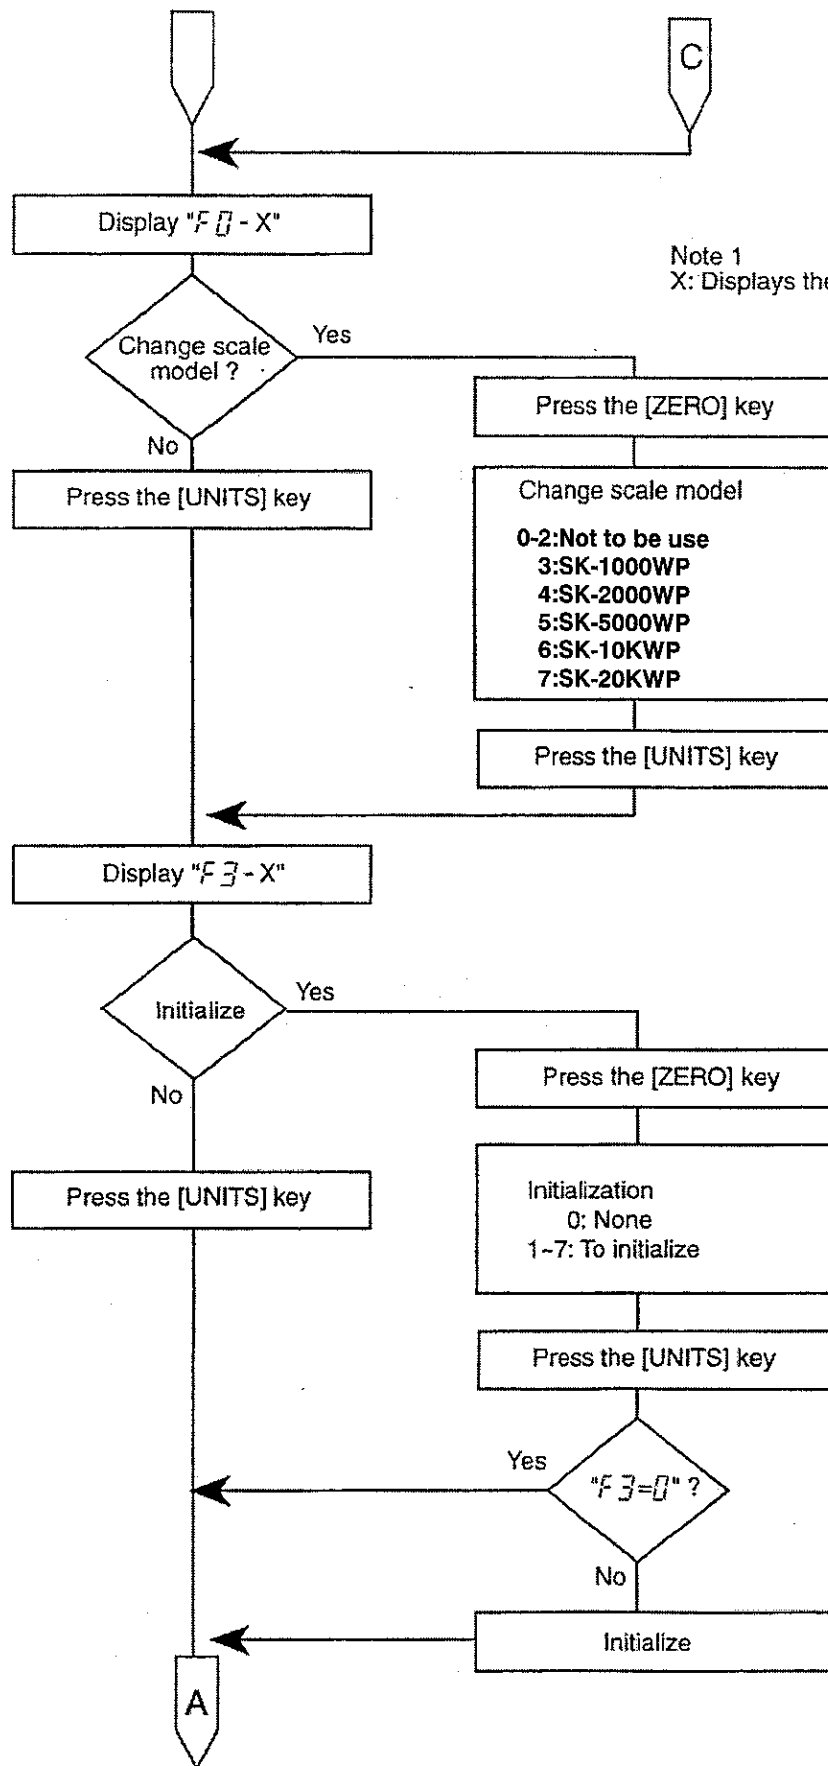 C
Display "F0 - X"
Note 1
X: Displays the
Change scale
model ?
Yes
No
Press the [ZERO] key
Press the [UNITS] key
Change scale model
0~2:Not to be use
3:SK-1000WP
4:SK-2000WP
5:SK-5000WP
6:SK-10KWP
7:SK-20KWP
Press the [UNITS] key
Display "F3 - X"
Initialize
Yes
No
Press the [ZERO] key
Press the [UNITS] key
Initialization
0: None
1~7: To initialize
Press the [UNITS] key
Yes
"F3=0" ?
No
Initialize
A